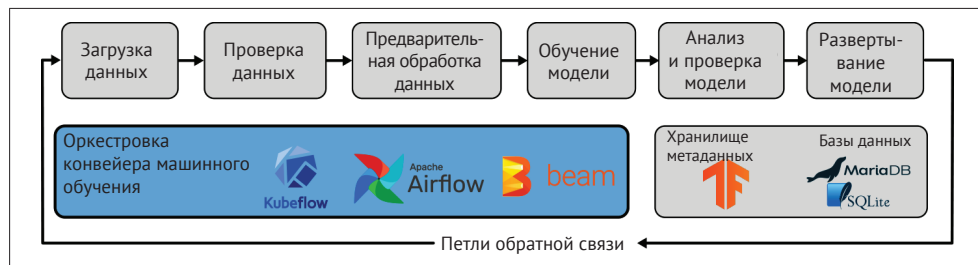 Загрузка
данных
Проверка
данных
Предваритель-
ная обработка
данных
Обучение
модели
Анализ
и проверка
модели
Разверты-
вание
модели
Оркестровка
конвейера машинного
обучения
Kubeflow
Apache
Airflow
beam
Хранилище
метаданных
Базы данных
MariaDB
SQLite
Петли обратной связи